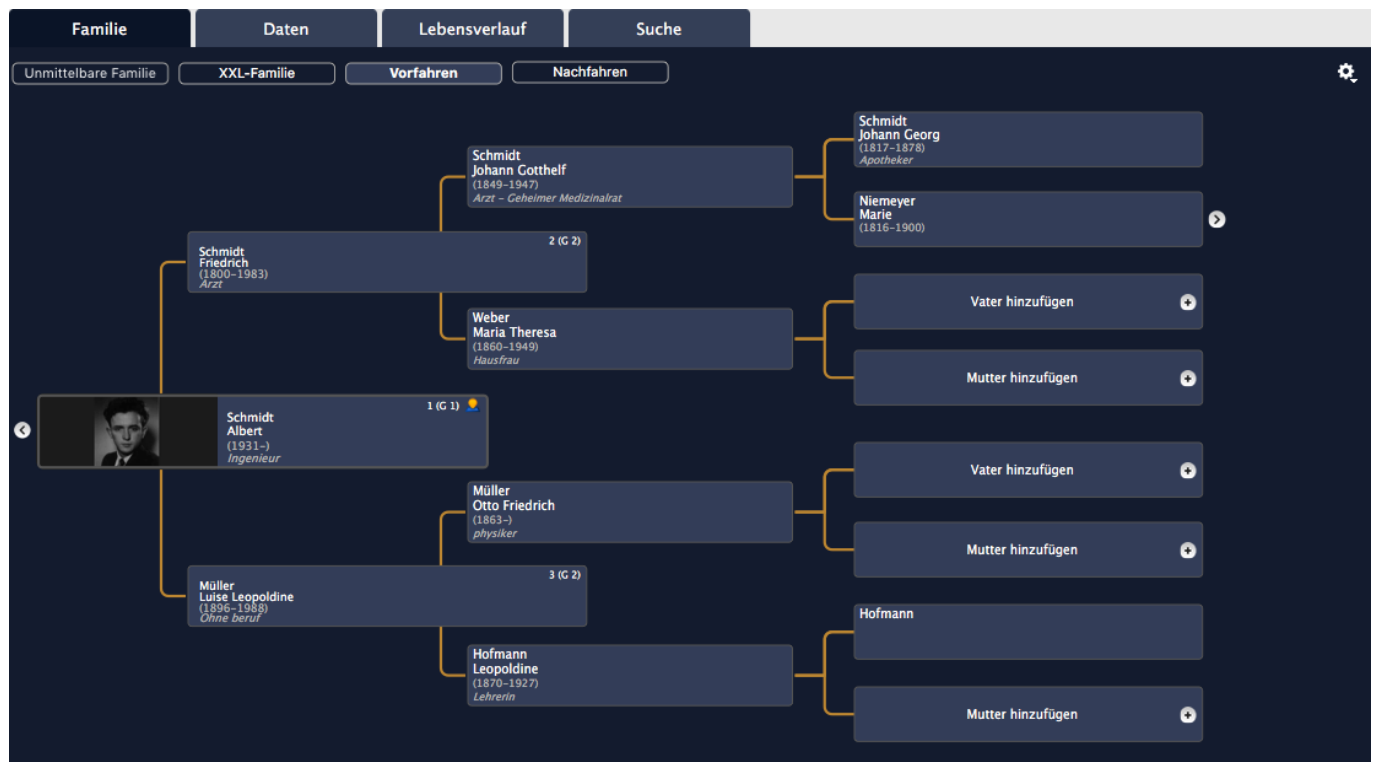 Familie
Daten
Lebensverlauf
Suche
Unmittelbare Familie
XXL-Familie
Vorfahren
Nachfahren
Schmidt
Johann Georg
(1817-1878)
Apotheker
Schmidt
Johann Gotthelf
(1849-1947)
Arzt - Geheimer Medizinalrat
Niemeyer
Marie
(1816-1900)
2 (G 2)
Schmidt
Friedrich
(1800-1983)
Arzt
Vater hinzufügen
Weber
Maria Theresa
(1860-1949)
Hausfrau
Mutter hinzufügen
1 (G 1)
Schmidt
Albert
(1931-)
Ingenieur
Vater hinzufügen
Müller
Otto Friedrich
(1863-)
physiker
Mutter hinzufügen
3 (G 2)
Müller
Luise Leopoldine
(1896-1988)
Ohne beruf
Hofmann
Hofmann
Leopoldine
(1870-1927)
Lehrerin
Mutter hinzufügen